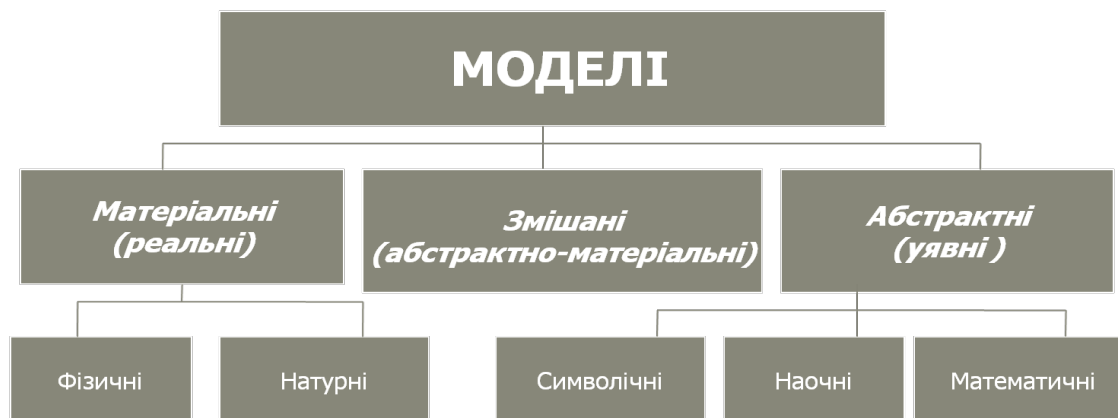 МОДЕЛІ
Матеріальні
(реальні)
Змішані
(абстрактно-матеріальні)
Абстрактні
(уявні )
Фізичні
Натурні
Символічні
Наочні
Математичні